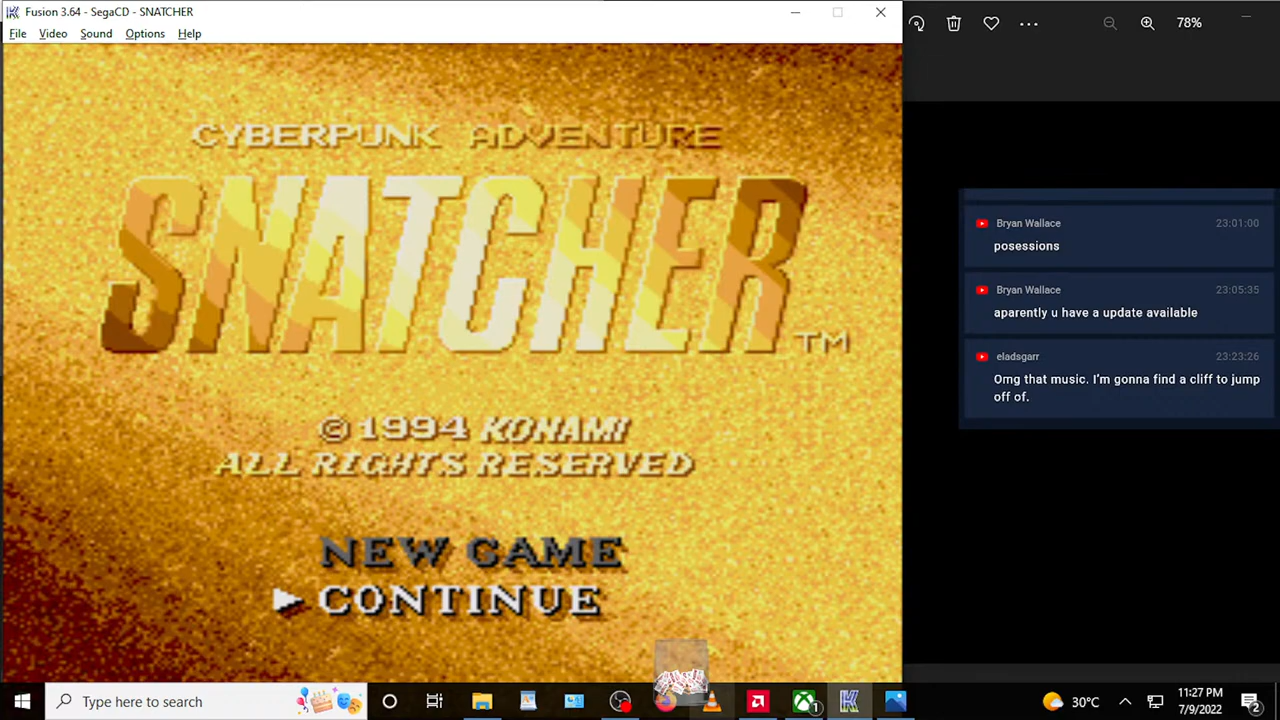 Fusion 3.64 - SegaCD - SNATCHER
File Video Sound Options Help
78%
CYBERPUNK ADVENTURE
SNATCHER TM
© 1994 KONAMI
ALL RIGHTS RESERVED
NEW GAME
CONTINUE
Bryan Wallace 23:01:00
posessions
Bryan Wallace 23:05:35
aparently u have a update available
eladsgarr 23:23:26
Omg that music. I'm gonna find a cliff to jump
off of.
Type here to search
1
30°C
11:27 PM
7/9/2022
2